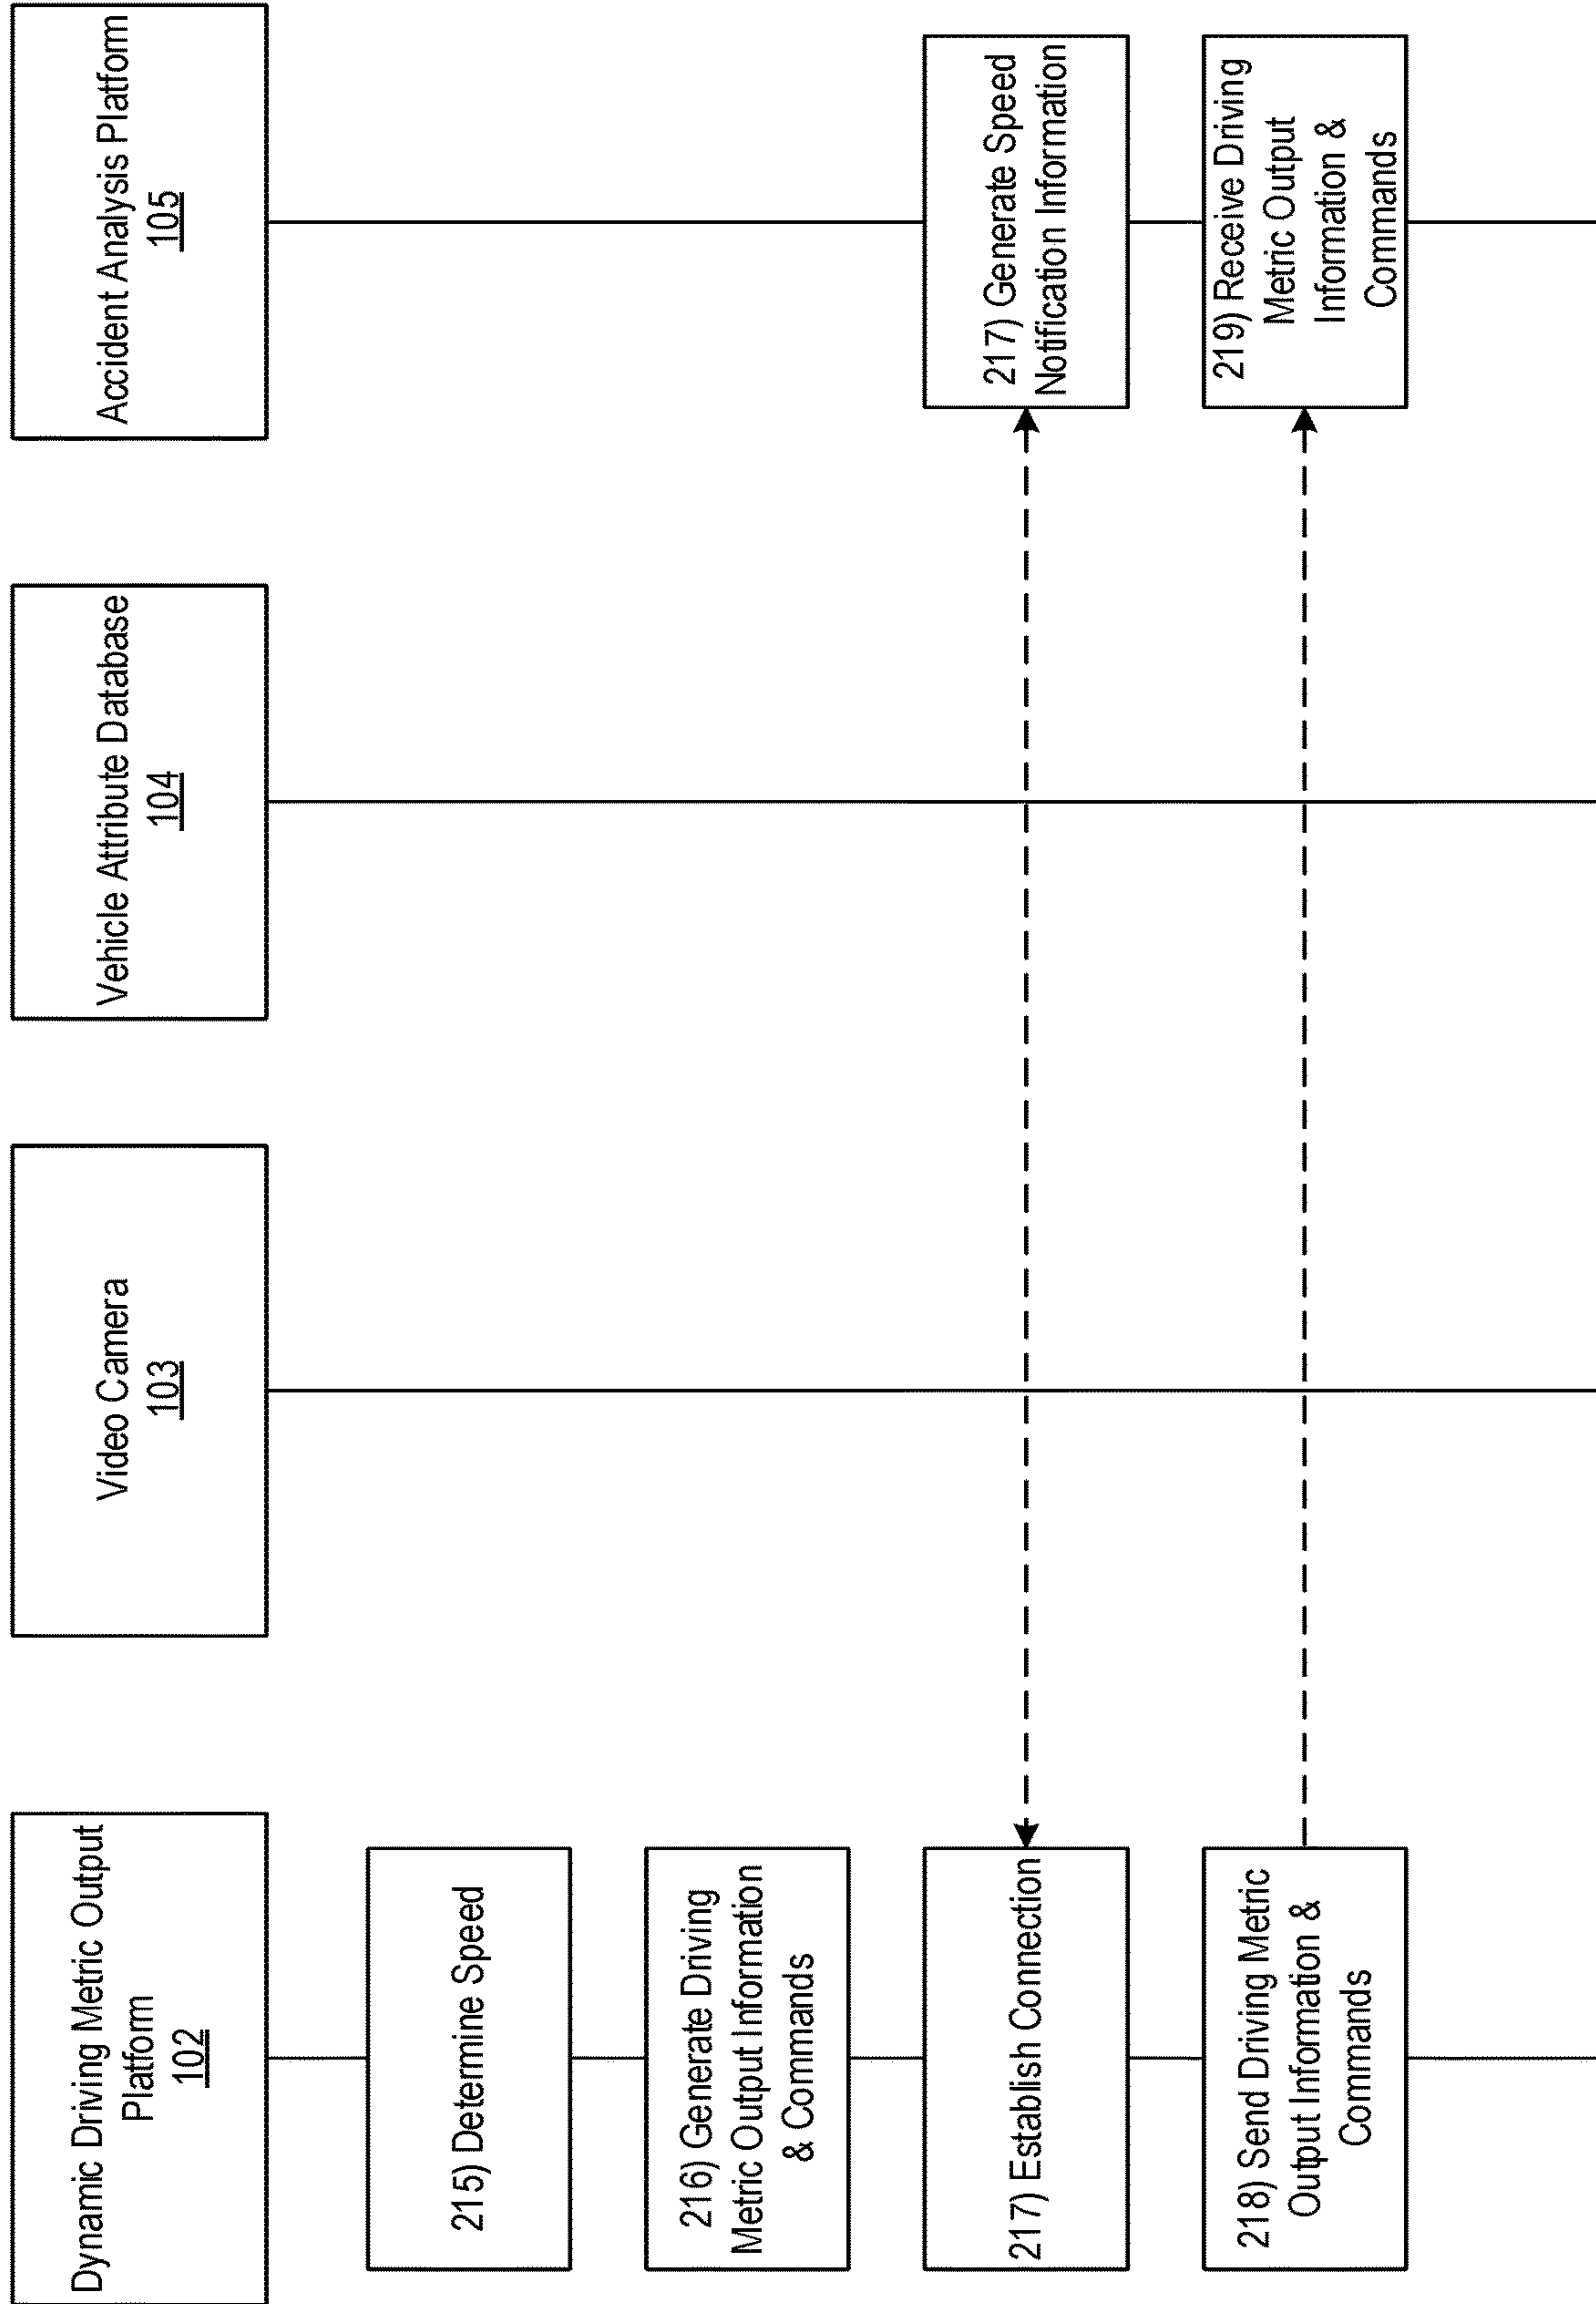 Dynamic Driving Metric Output
Platform
102
Video Camera
103
Vehicle Attribute Database
104
Accident Analysis Platform
105
215) Determine Speed
216) Generate Driving
Metric Output Information
& Commands
217) Establish Connection
217) Generate Speed
Notification Information
218) Send Driving Metric
Output Information &
Commands
219) Receive Driving
Metric Output
Information &
Commands